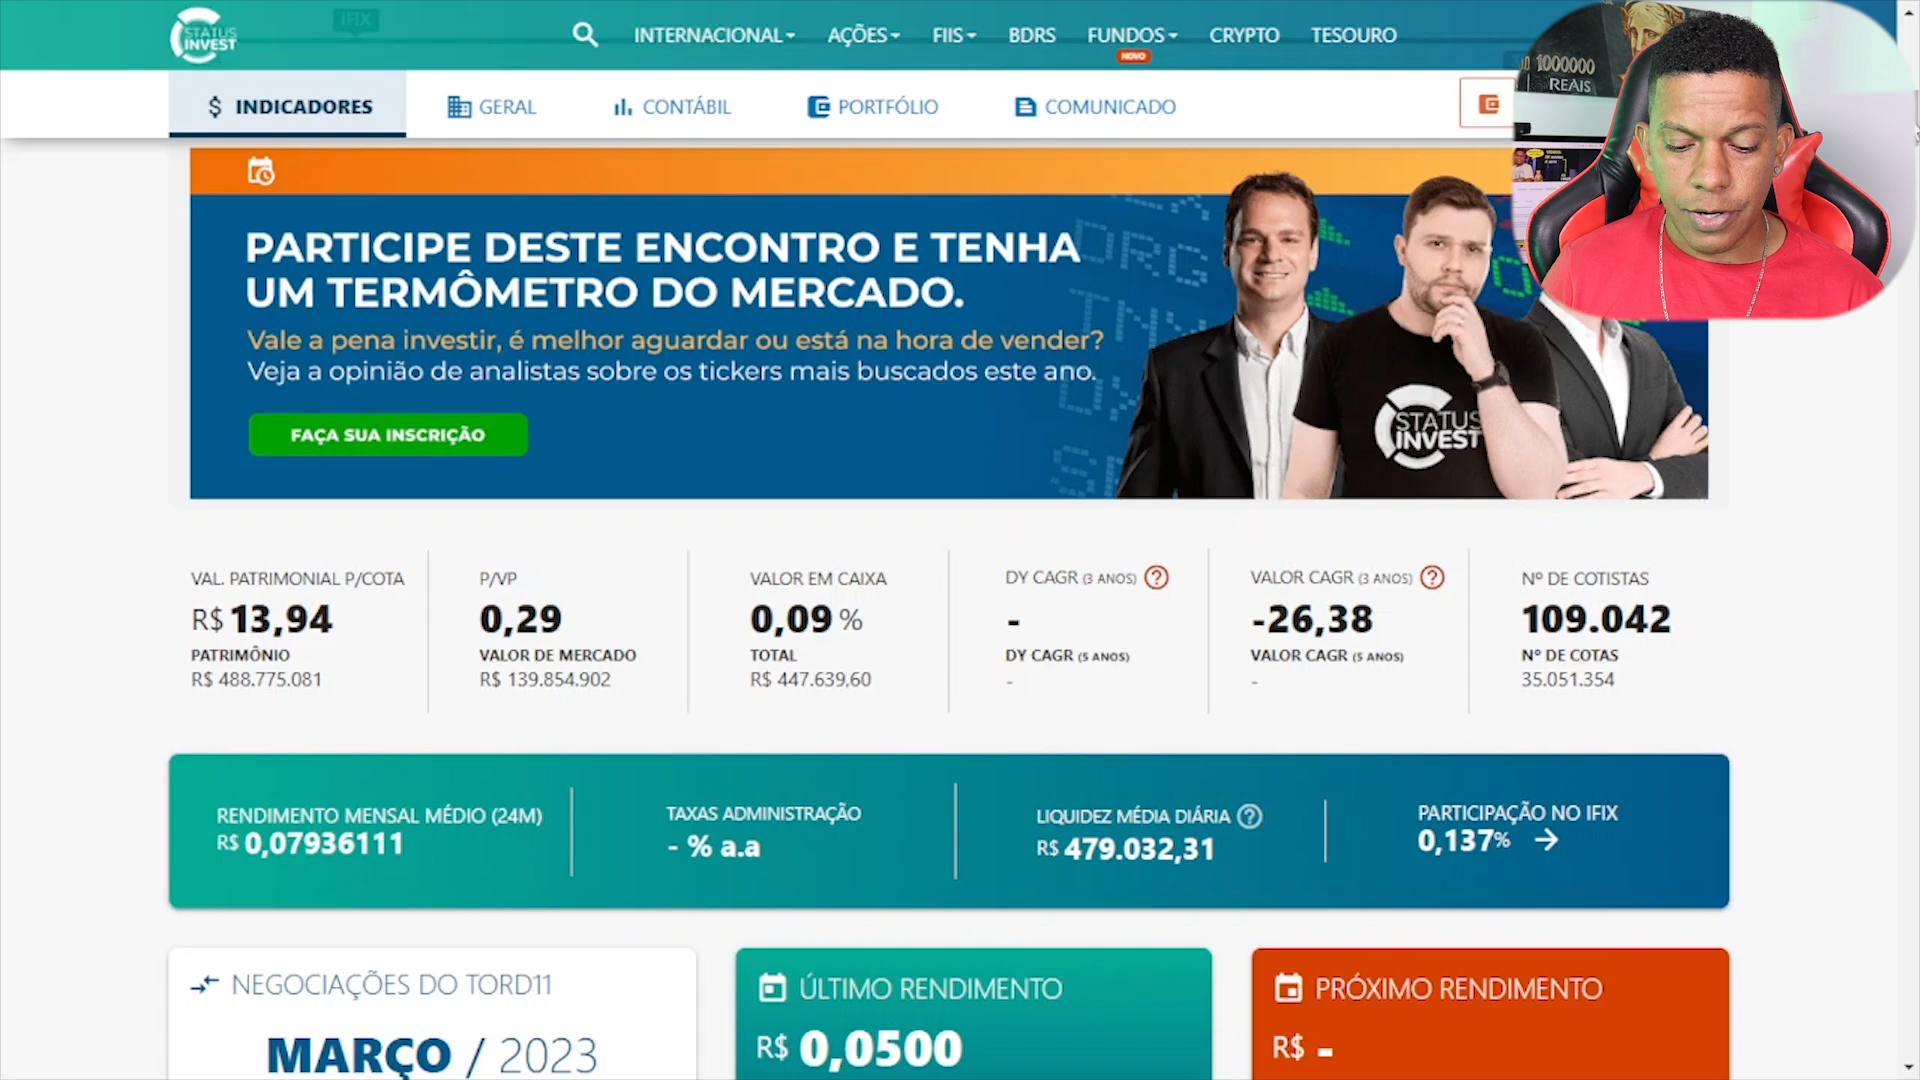 STATUS
INVEST
IFIX
INTERNACIONAL
AÇÕES
FIIS
BDRS
FUNDOS
NOVO
CRYPTO
TESOURO
1000000
REAIS
INDICADORES
GERAL
CONTÁBIL
PORTFÓLIO
COMUNICADO
PARTICIPE DESTE ENCONTRO E TENHA
UM TERMÔMETRO DO MERCADO.
Vale a pena investir, é melhor aguardar ou está na hora de vender?
Veja a opinião de analistas sobre os tickers mais buscados este ano.
FAÇA SUA INSCRIÇÃO
STATUS
INVEST
VAL. PATRIMONIAL P/COTA
R$ 13,94
PATRIMÔNIO
R$ 488.775.081
P/VP
0,29
VALOR DE MERCADO
R$ 139.854.902
VALOR EM CAIXA
0,09 %
TOTAL
R$ 447.639,60
DY CAGR (3 ANOS) ?
-
DY CAGR (5 ANOS)
-
VALOR CAGR (3 ANOS) ?
-26,38
VALOR CAGR (5 ANOS)
-
Nº DE COTISTAS
109.042
Nº DE COTAS
35.051.354
RENDIMENTO MENSAL MÉDIO (24M)
R$ 0,07936111
TAXAS ADMINISTRAÇÃO
- % a.a
LIQUIDEZ MÉDIA DIÁRIA ?
R$ 479.032,31
PARTICIPAÇÃO NO IFIX
0,137% →
NEGOCIAÇÕES DO TORD11
MARÇO / 2023
ÚLTIMO RENDIMENTO
R$ 0,0500
PRÓXIMO RENDIMENTO
R$ -